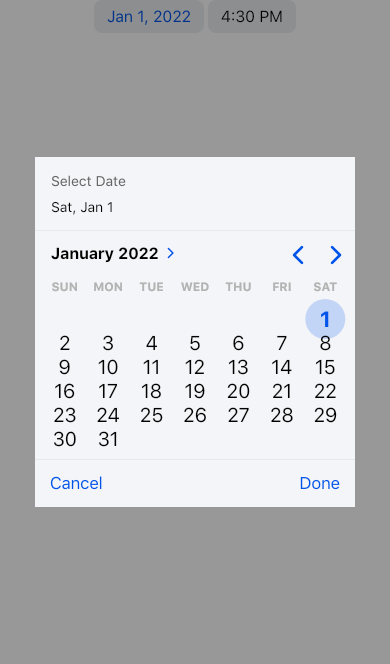 Jan 1, 2022 4:30 PM
Select Date
Sat, Jan 1
January 2022
SUN MON TUE WED THU FRI SAT
1
2 3 4 5 6 7 8
9 10 11 12 13 14 15
16 17 18 19 20 21 22
23 24 25 26 27 28 29
30 31
Cancel Done